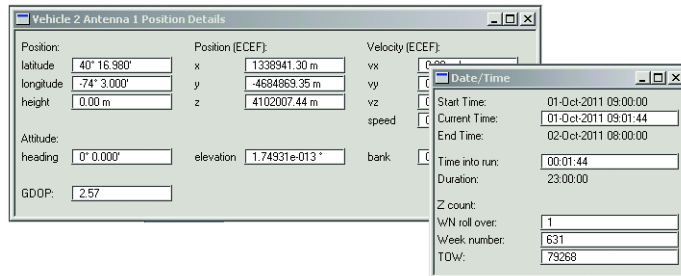 Vehicle 2 Antenna 1 Position Details
Position: Position (ECEF): Velocity (ECEF):
latitude 40° 16.980' x 1338941.30 m vx
longitude -74° 3.000' y -4684869.35 m vy
height 0.00 m z 4102007.44 m vz
speed
Attitude:
heading 0° 0.000' elevation 1.74931e-013 ° bank
GDOP: 2.57
Date/Time
Start Time: 01-Oct-2011 09:00:00
Current Time: 01-Oct-2011 09:01:44
End Time: 02-Oct-2011 08:00:00
Time into run: 00:01:44
Duration: 23:00:00
Z count:
WN roll over: 1
Week number: 631
TOW: 79268